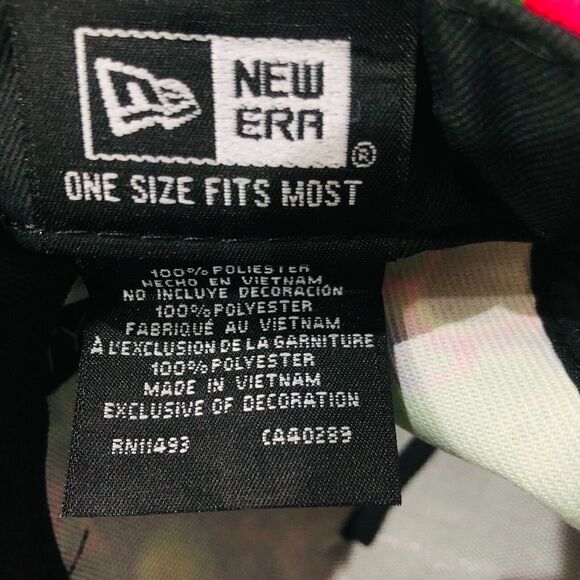 NEW
ERA
®
ONE SIZE FITS MOST
100% POLIESTER
HECHO EN VIETNAM
NO INCLUYE DECORACIÓN
100% POLYESTER
FABRIQUÉ AU VIETNAM
À L'EXCLUSION DE LA GARNITURE
100% POLYESTER
MADE IN VIETNAM
EXCLUSIVE OF DECORATION
RN11493 CA40289